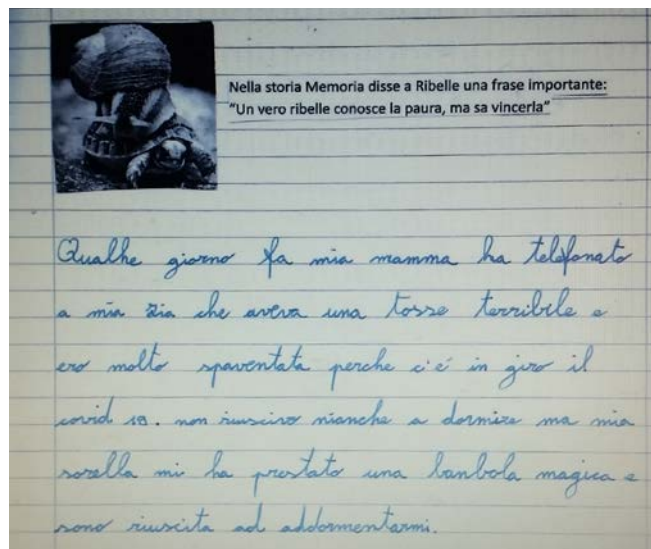 Nella storia Memoria disse a Ribelle una frase importante:
"Un vero ribelle conosce la paura, ma sa vincerla"
Qualhe giorno fa mia mamma ha telefonato
a mia zia che aveva una tosse terribile e
ero molto spaventata perche c'é in giro il
covid 19. non riuscivo nianche a dormire ma mia
sorella mi ha prestato una banbola magica e
sono riuscita ad addormentarmi.